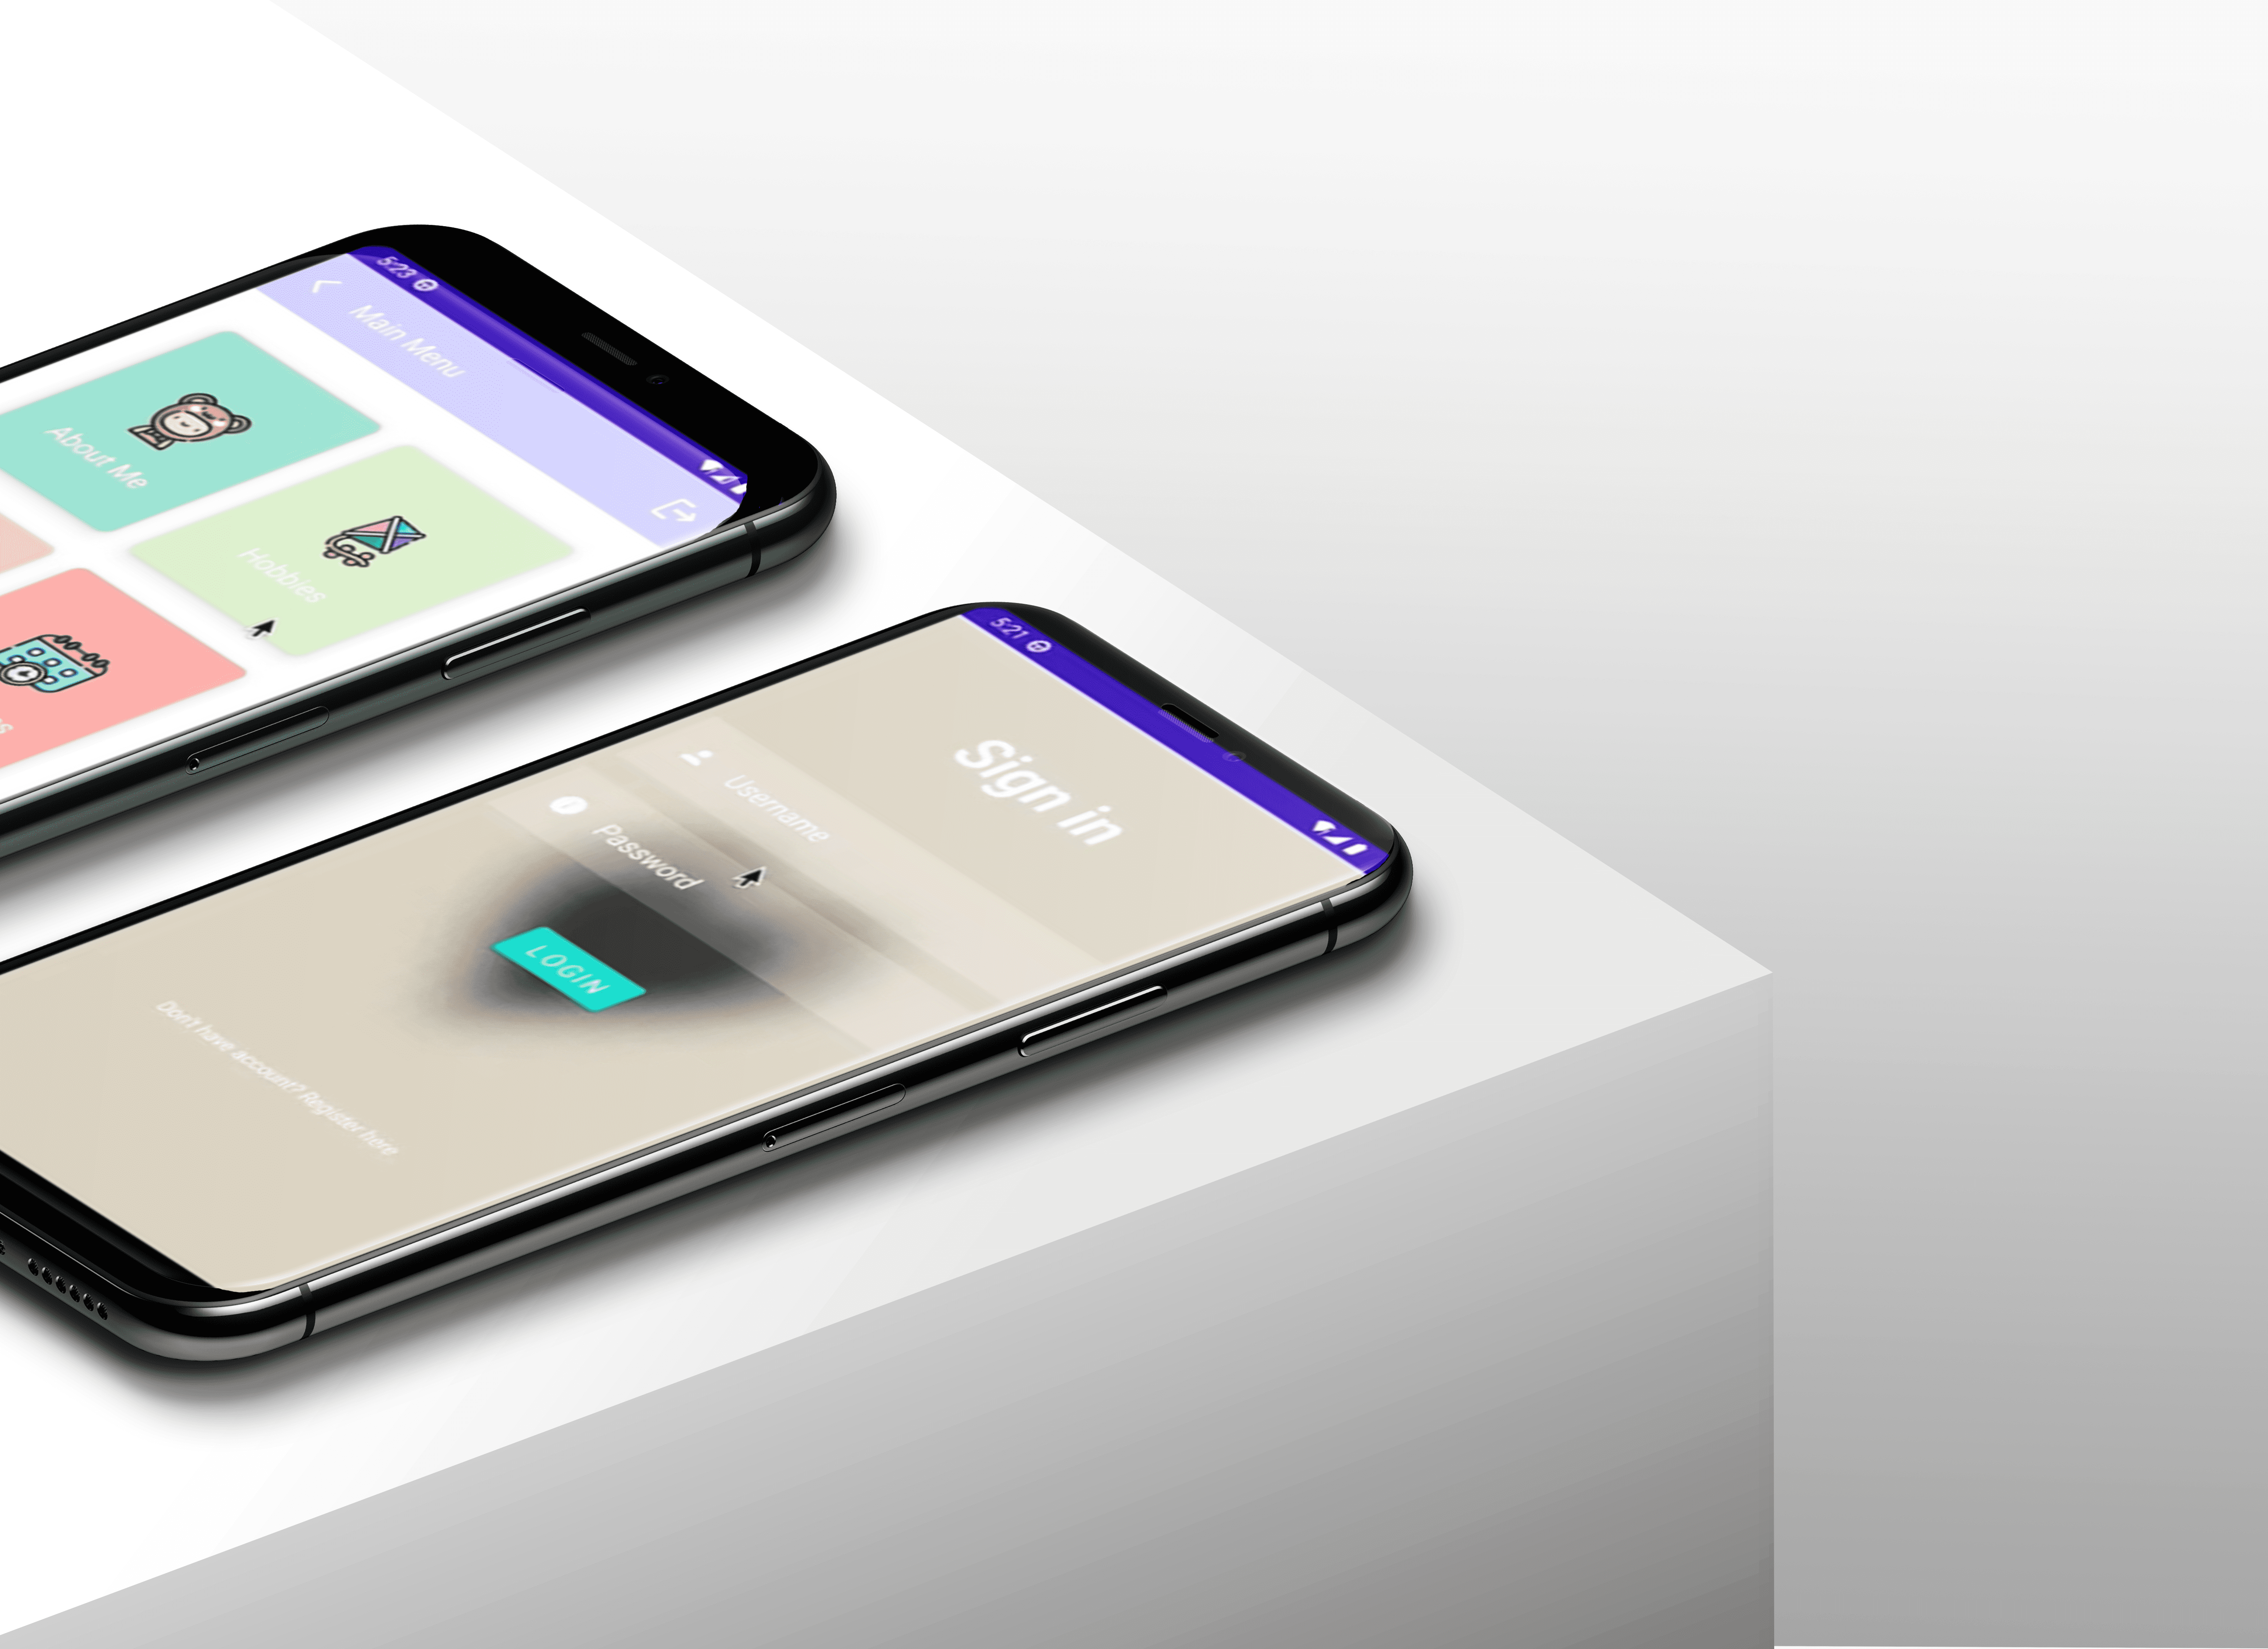 5:23
Main Menu
About Me
Hobbies
5:21
Sign in
Username
Password
LOGIN
Don't have account? Register here